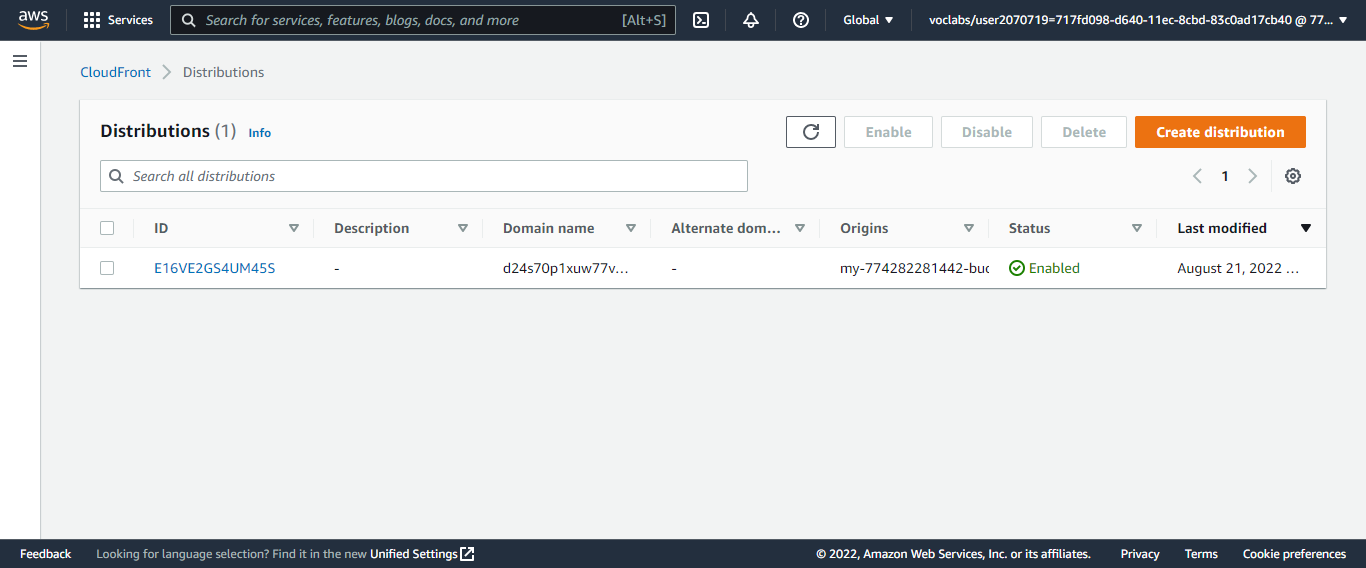 aws Services Search for services, features, blogs, docs, and more [Alt+S] Global voclabs/user2070719=717fd098-d640-11ec-8cbd-83c0ad17cb40 @ 77...
CloudFront Distributions
Distributions (1) Info Enable Disable Delete Create distribution
Search all distributions 1
ID Description Domain name Alternate dom... Origins Status Last modified
E16VE2GS4UM45S - d24s70p1xuw77v... - my-774282281442-buc Enabled August 21, 2022 ...
Feedback Looking for language selection? Find it in the new Unified Settings © 2022, Amazon Web Services, Inc. or its affiliates. Privacy Terms Cookie preferences